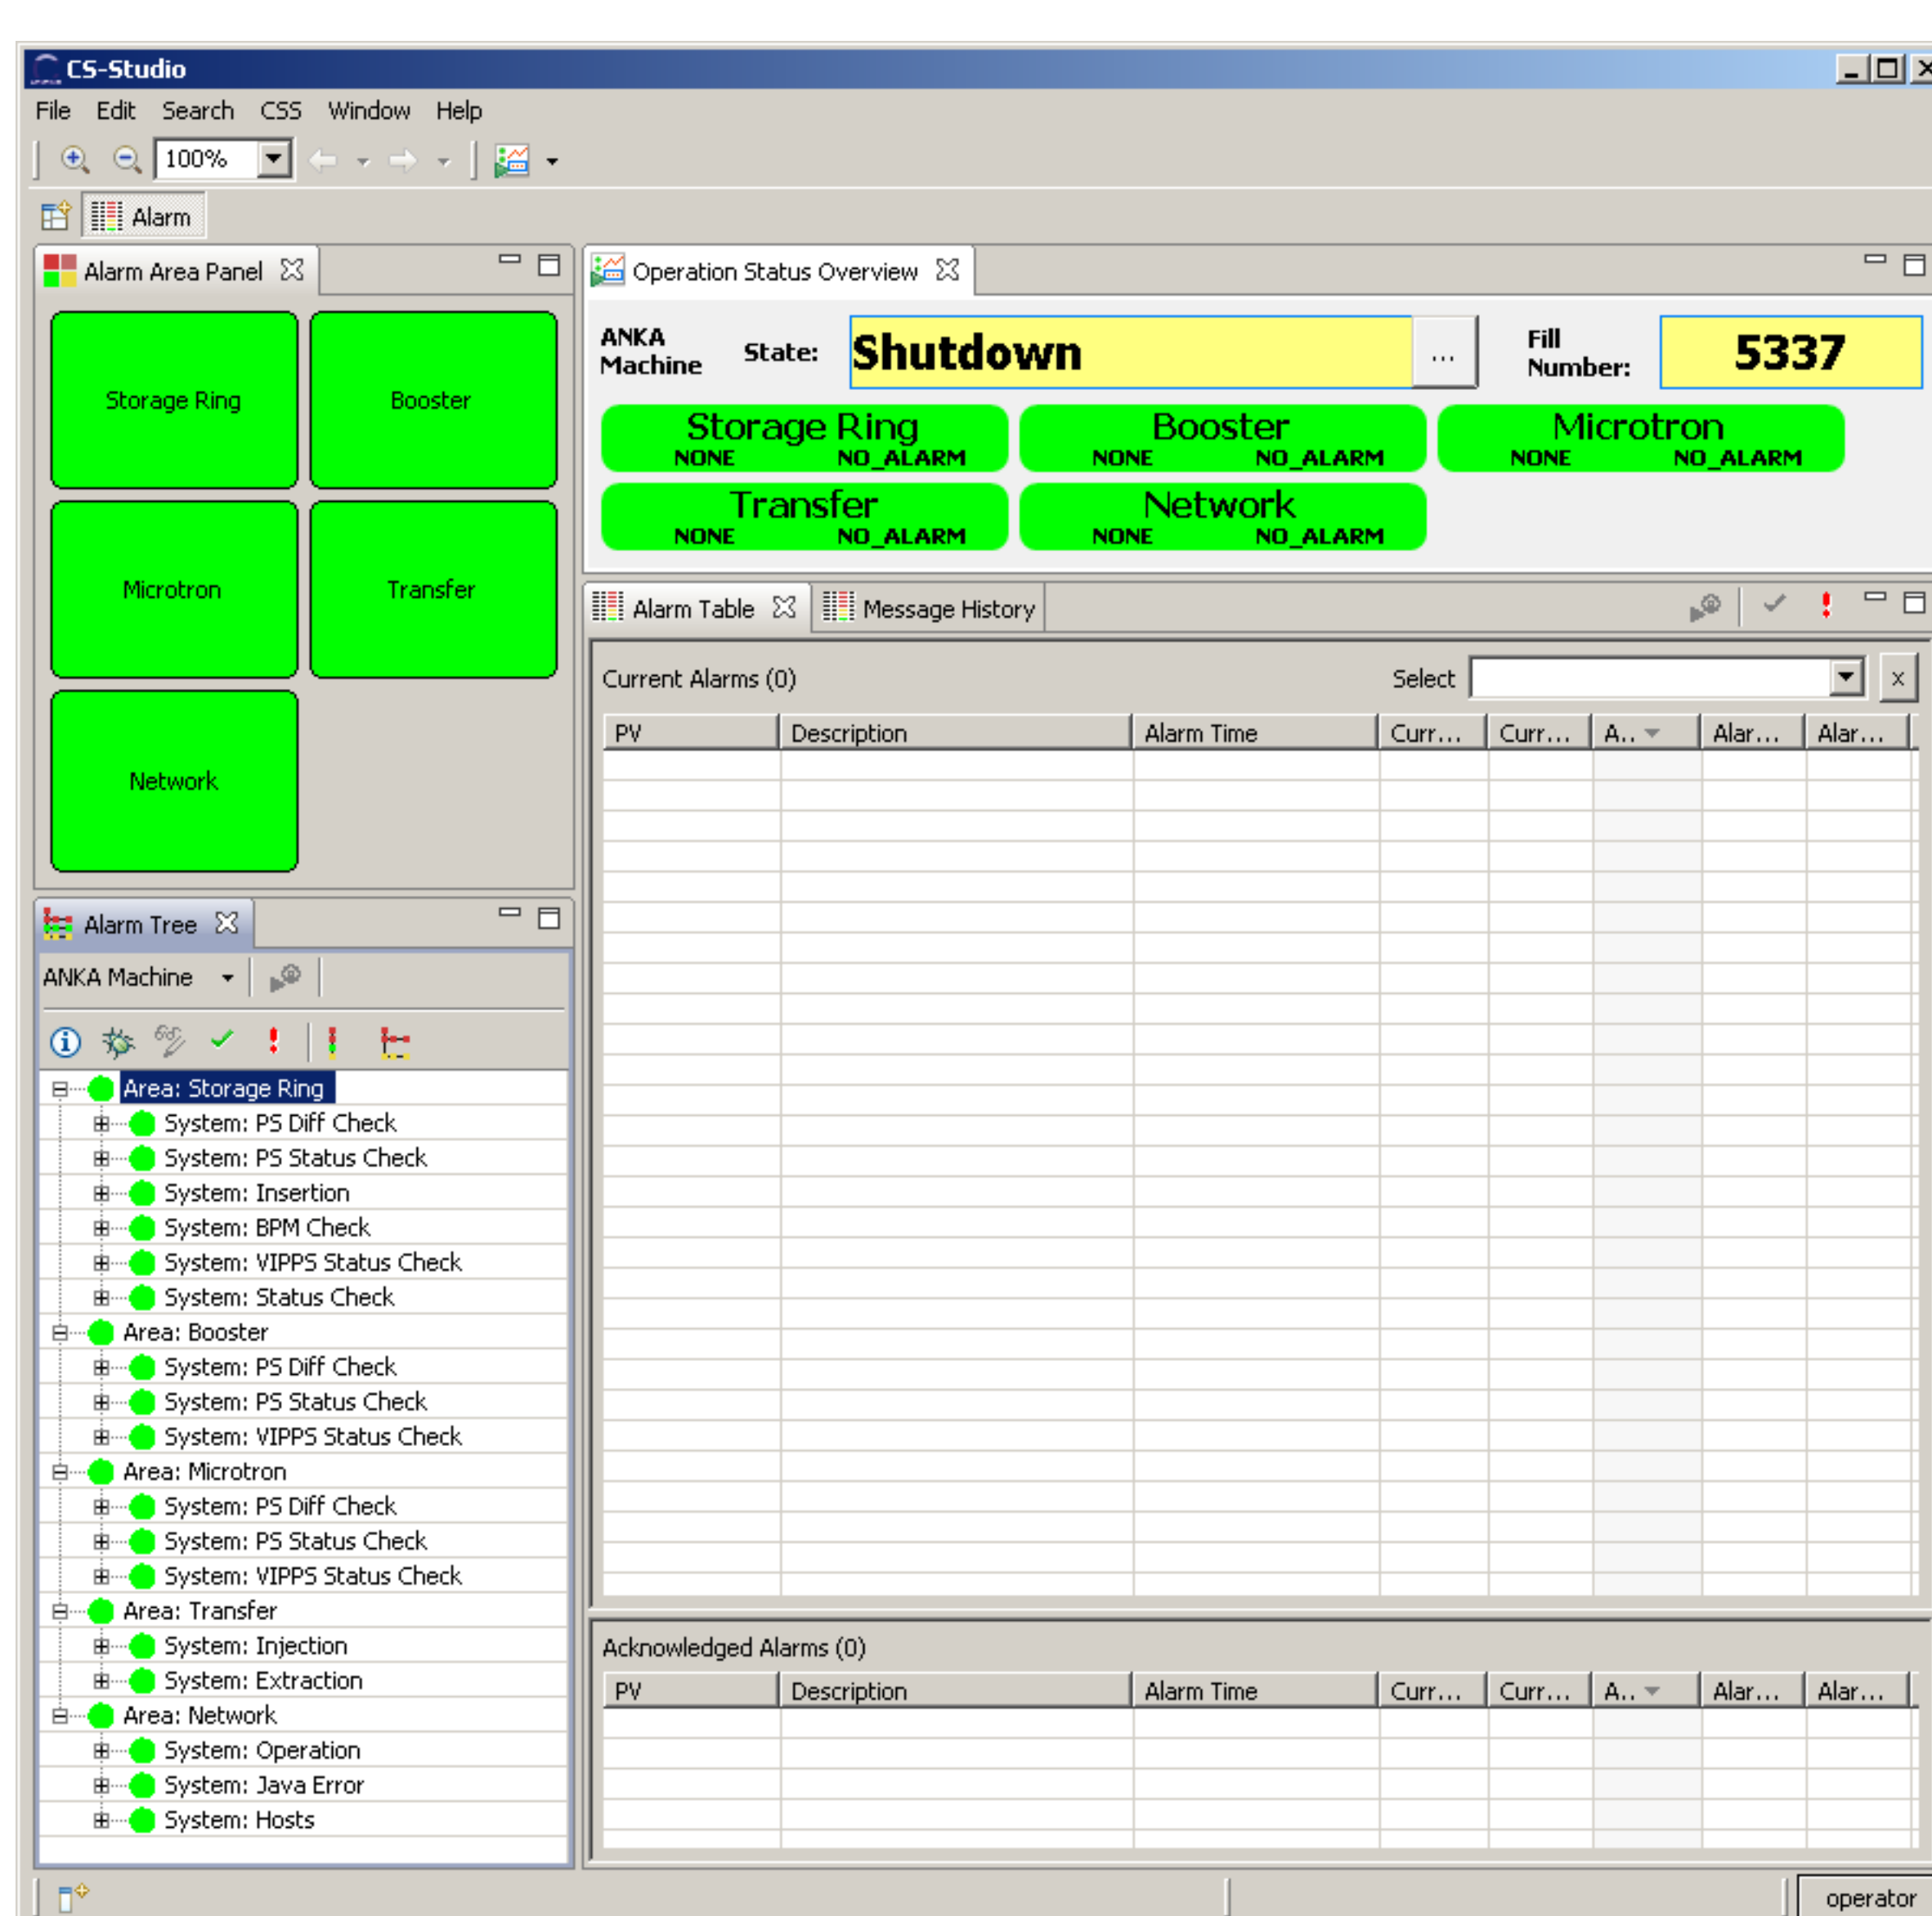 CS-Studio
File Edit Search CSS Window Help
100%
Alarm
Alarm Area Panel
Storage Ring Booster
Microtron Transfer
Network
Operation Status Overview
ANKA Machine State: Shutdown ... Fill Number: 5337
Storage Ring Booster Microtron
NONE NO_ALARM NONE NO_ALARM NONE NO_ALARM
Transfer Network
NONE NO_ALARM NONE NO_ALARM
Alarm Table Message History
Current Alarms (0) Select x
PV Description Alarm Time Curr... Curr... A.. Alar... Alar...
Acknowledged Alarms (0)
PV Description Alarm Time Curr... Curr... A.. Alar... Alar...
Alarm Tree
ANKA Machine
Area: Storage Ring
System: PS Diff Check
System: PS Status Check
System: Insertion
System: BPM Check
System: VIPPS Status Check
System: Status Check
Area: Booster
System: PS Diff Check
System: PS Status Check
System: VIPPS Status Check
Area: Microtron
System: PS Diff Check
System: PS Status Check
System: VIPPS Status Check
Area: Transfer
System: Injection
System: Extraction
Area: Network
System: Operation
System: Java Error
System: Hosts
operator